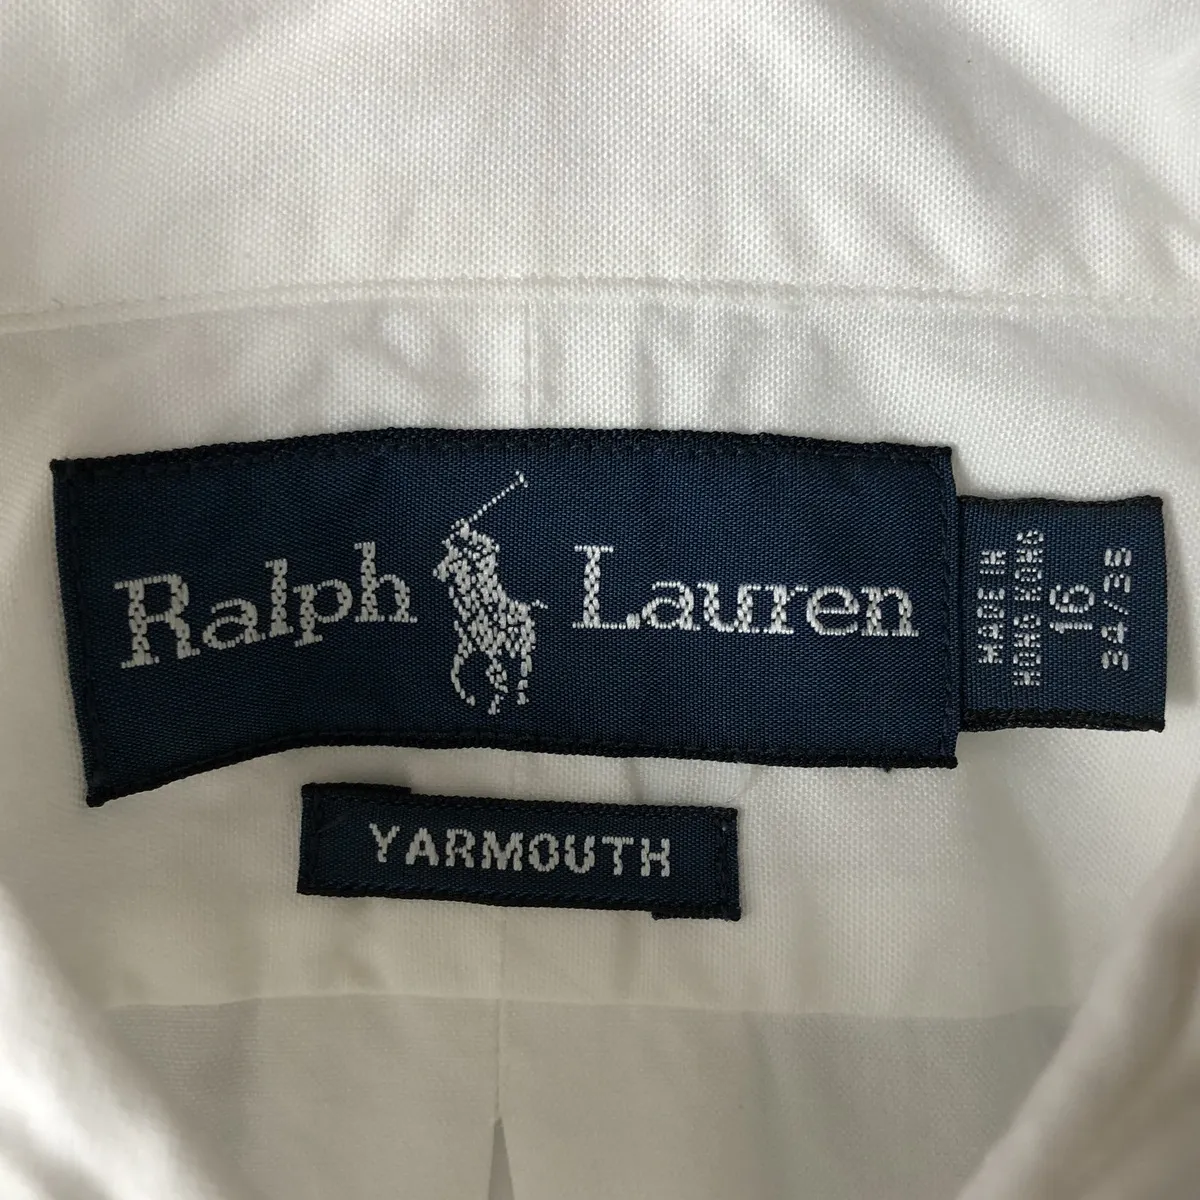 Ralph Lauren
MADE IN
HONG KONG
16
34/35
YARMOUTH